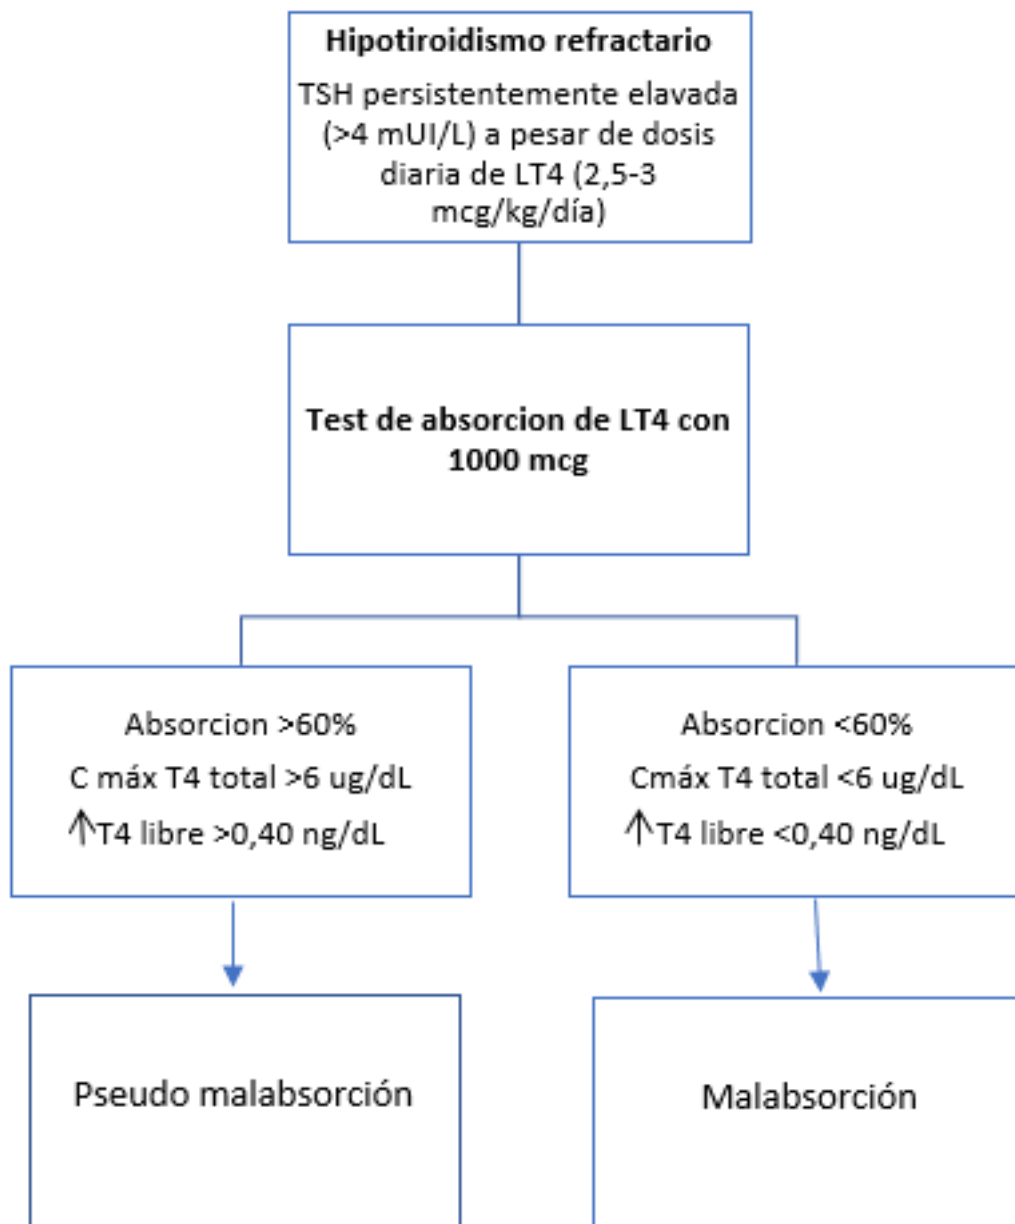 Hipotiroidismo refractario
TSH persistentemente elavada
(>4 mUI/L) a pesar de dosis
diaria de LT4 (2,5-3
mcg/kg/día)
Test de absorcion de LT4 con
1000 mcg
Absorcion >60%
C máx T4 total >6 ug/dL
↑T4 libre >0,40 ng/dL
Absorcion <60%
Cmáx T4 total <6 ug/dL
↑T4 libre <0,40 ng/dL
Pseudo malabsorción
Malabsorción